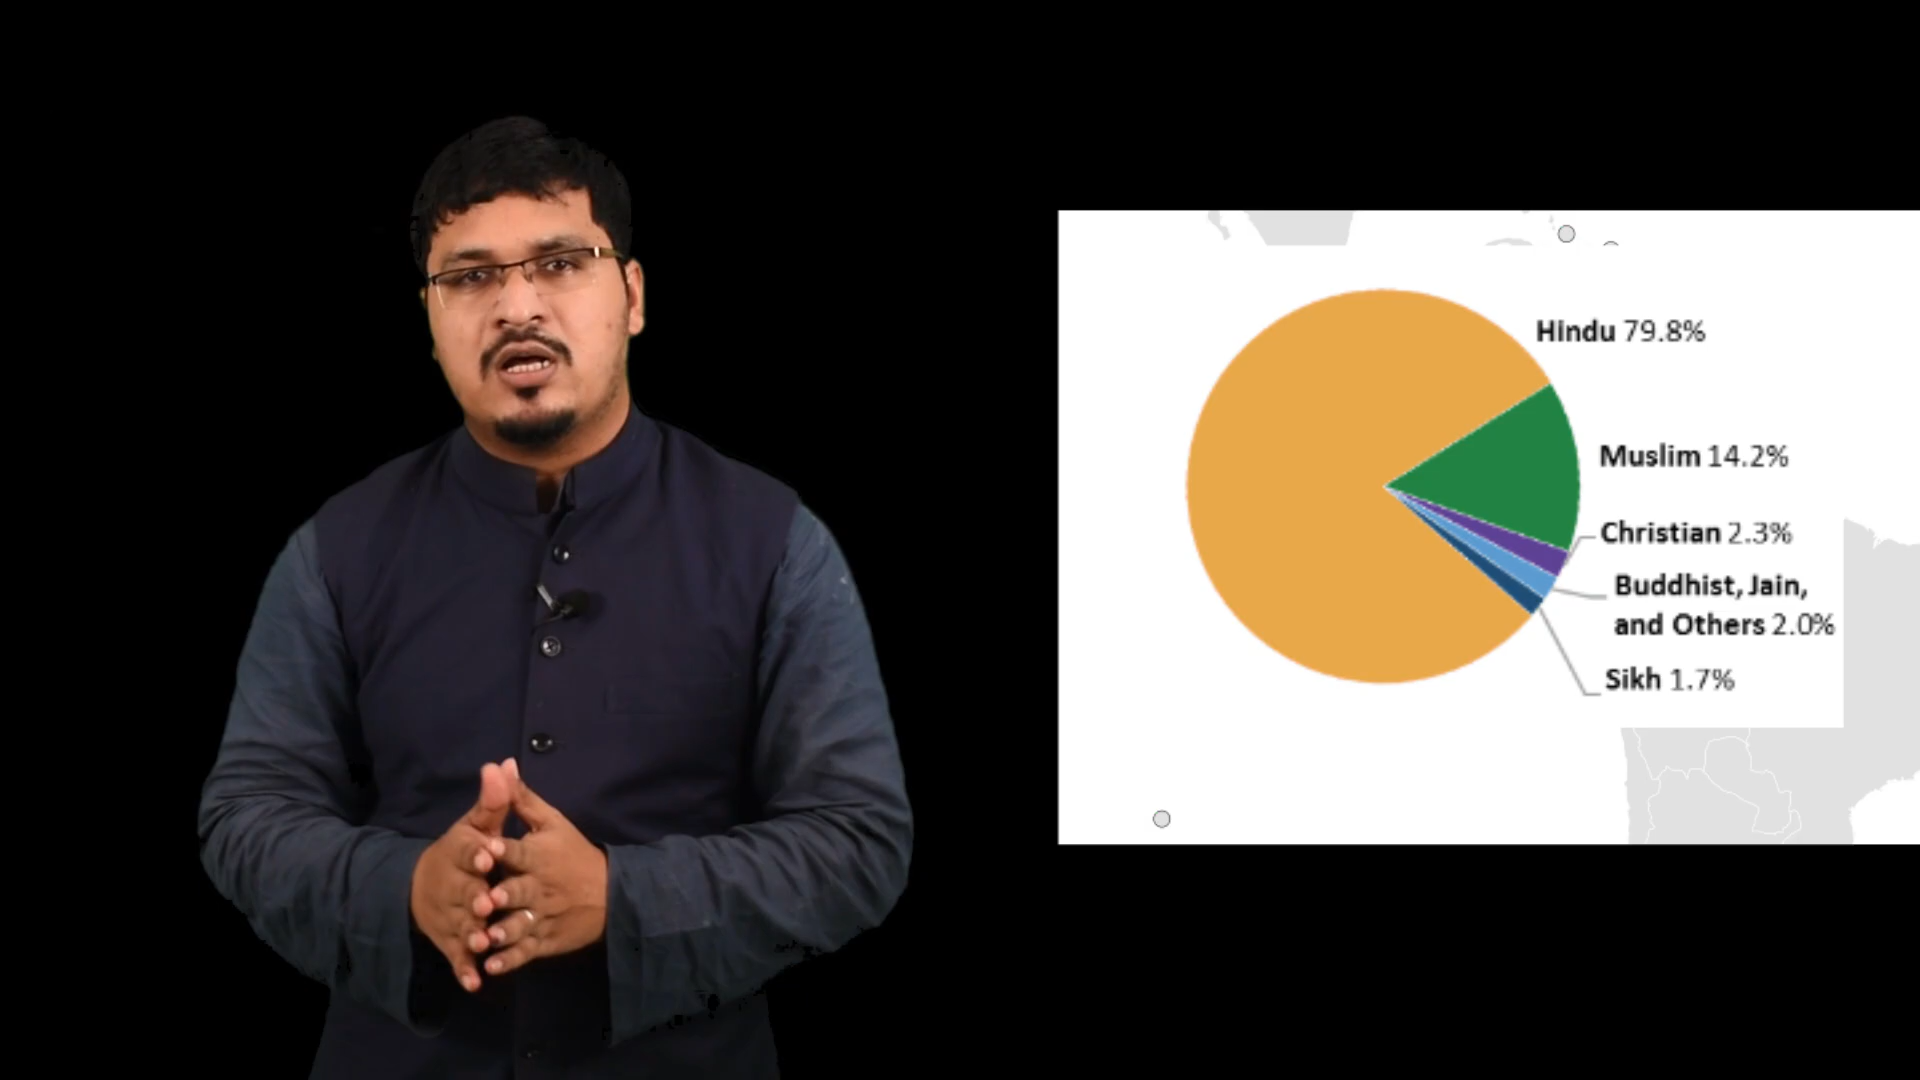 Hindu 79.8%
Muslim 14.2%
Christian 2.3%
Buddhist, Jain,
and Others 2.0%
Sikh 1.7%